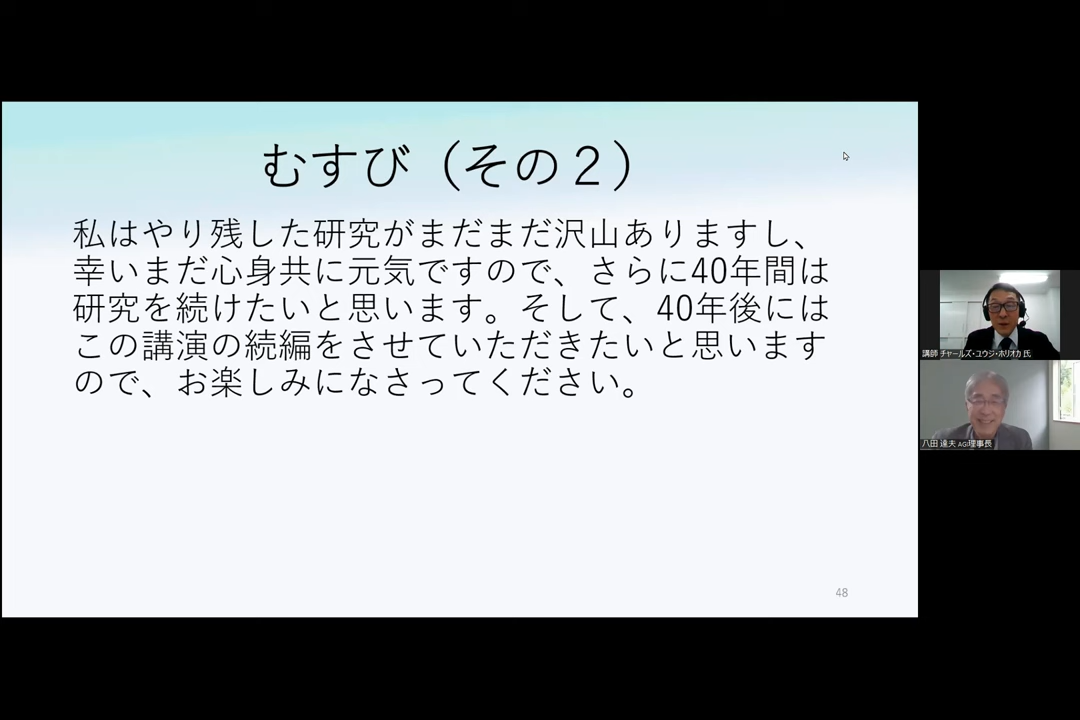 むすび（その２）
私はやり残した研究がまだまだ沢山ありますし、
幸いまだ心身共に元気ですので、さらに40年間は
研究を続けたいと思います。そして、40年後には
この講演の続編をさせていただきたいと思います
ので、お楽しみになさってください。
48
講師 チャールズ・ユウジ・ホリオカ 氏
八田 達夫 AGI理事長